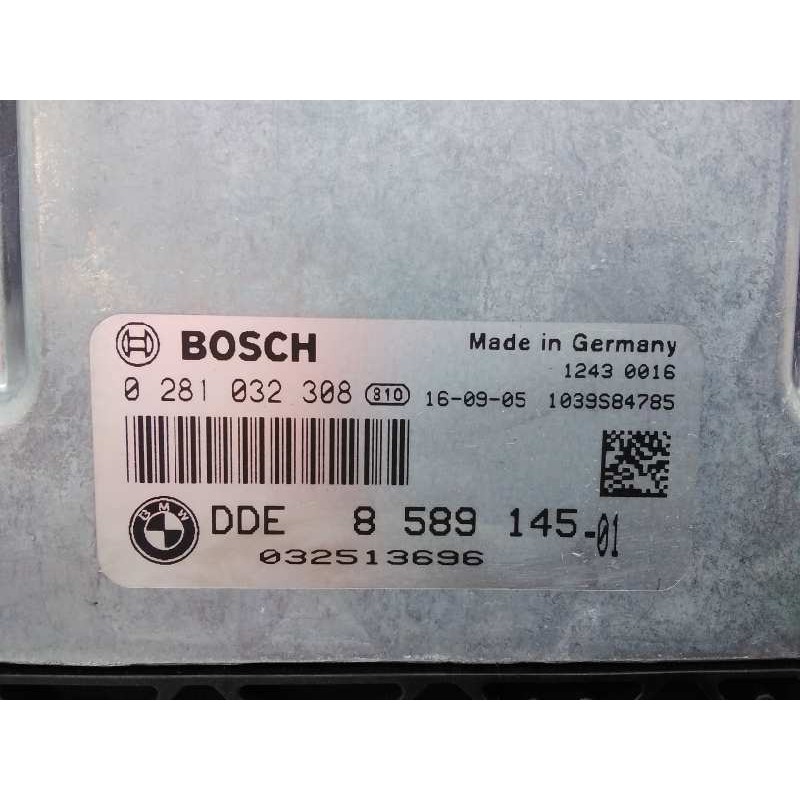 BOSCH
Made in Germany
1243 0016
0 281 032 308 810 16-09-05 1039S84785
BMW DDE 8 589 145-01
032513696